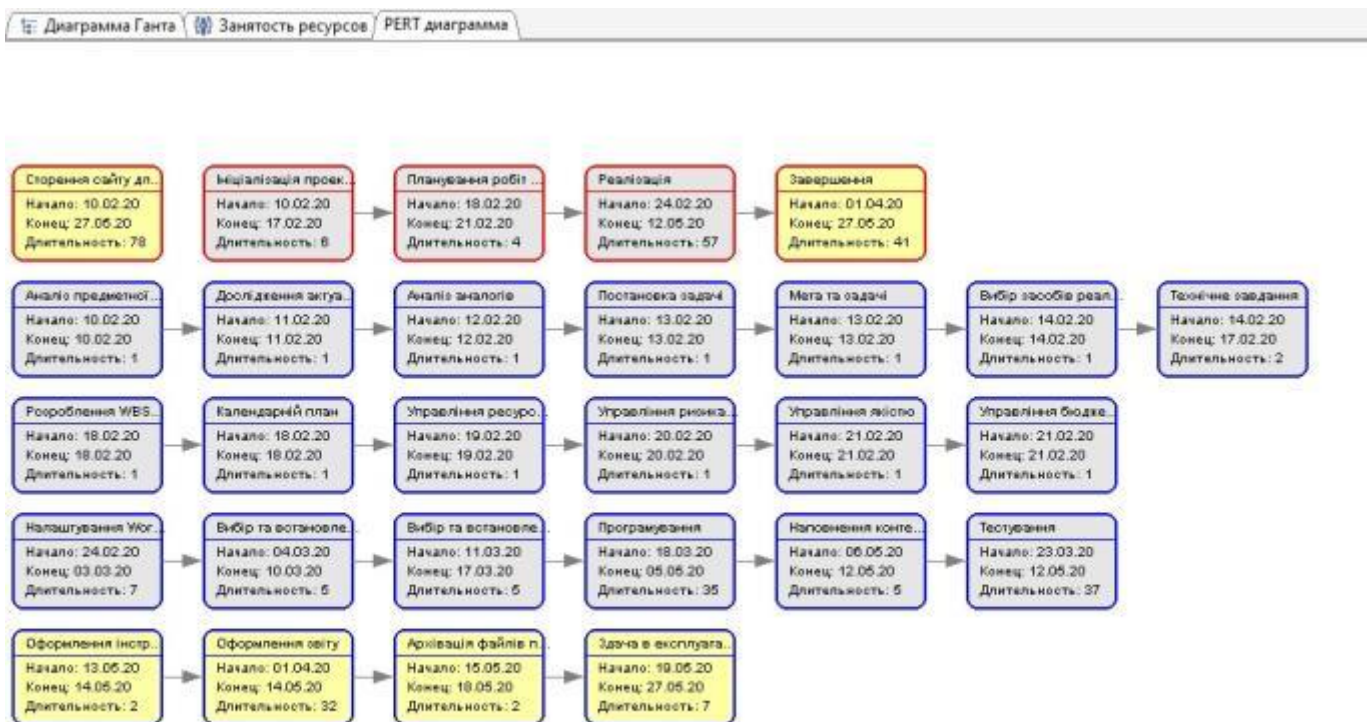 Диаграмма Ганта Занятость ресурсов PERT диаграмма
Сторення сайту дл...
Начало: 10.02.20
Конец: 27.05.20
Длительность: 78
Ініціалізація проек...
Начало: 10.02.20
Конец: 17.02.20
Длительность: 6
Планування робіт ...
Начало: 18.02.20
Конец: 21.02.20
Длительность: 4
Реалізація
Начало: 24.02.20
Конец: 12.05.20
Длительность: 57
Завершення
Начало: 01.04.20
Конец: 27.05.20
Длительность: 41
Аналіз предметної...
Начало: 10.02.20
Конец: 10.02.20
Длительность: 1
Дослідження актуа...
Начало: 11.02.20
Конец: 11.02.20
Длительность: 1
Аналіз аналогів
Начало: 12.02.20
Конец: 12.02.20
Длительность: 1
Постановка задачі
Начало: 13.02.20
Конец: 13.02.20
Длительность: 1
Мета та задачі
Начало: 13.02.20
Конец: 13.02.20
Длительность: 1
Вибір засобів реал...
Начало: 14.02.20
Конец: 14.02.20
Длительность: 1
Технічне завдання
Начало: 14.02.20
Конец: 17.02.20
Длительность: 2
Розроблення WBS...
Начало: 18.02.20
Конец: 18.02.20
Длительность: 1
Календарній план
Начало: 18.02.20
Конец: 18.02.20
Длительность: 1
Управління ресурс...
Начало: 19.02.20
Конец: 19.02.20
Длительность: 1
Управління ризика...
Начало: 20.02.20
Конец: 20.02.20
Длительность: 1
Управління якістю
Начало: 21.02.20
Конец: 21.02.20
Длительность: 1
Управління бюдже...
Начало: 21.02.20
Конец: 21.02.20
Длительность: 1
Налаштування Wor...
Начало: 24.02.20
Конец: 03.03.20
Длительность: 7
Вибір та встановле...
Начало: 04.03.20
Конец: 10.03.20
Длительность: 5
Вибір та встановле...
Начало: 11.03.20
Конец: 17.03.20
Длительность: 5
Програмування
Начало: 18.03.20
Конец: 05.05.20
Длительность: 35
Наповнення конте...
Начало: 06.05.20
Конец: 12.05.20
Длительность: 5
Тестування
Начало: 23.03.20
Конец: 12.05.20
Длительность: 37
Оформлення інстр...
Начало: 13.05.20
Конец: 14.05.20
Длительность: 2
Оформлення звіту
Начало: 01.04.20
Конец: 14.05.20
Длительность: 32
Архівація файлів п...
Начало: 15.05.20
Конец: 18.05.20
Длительность: 2
Здача в експлуата...
Начало: 19.05.20
Конец: 27.05.20
Длительность: 7